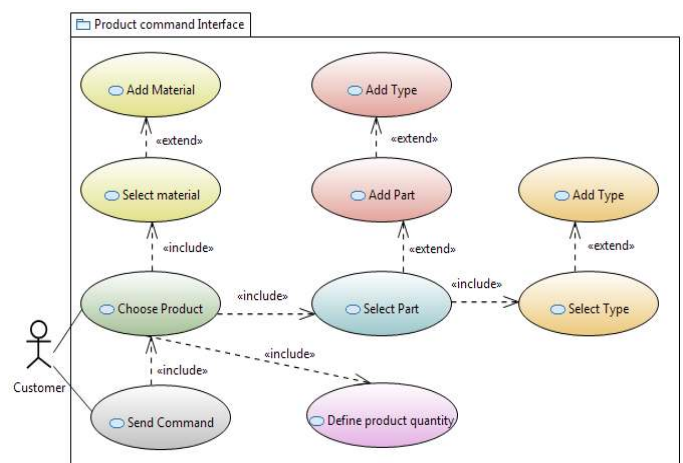 Product command Interface
Add Material
Add Type
«extend»
«extend»
Select material
Add Part
Add Type
«include»
«extend»
«extend»
«include»
«include»
Choose Product
Select Part
Select Type
«include»
«include»
Customer
Send Command
Define product quantity